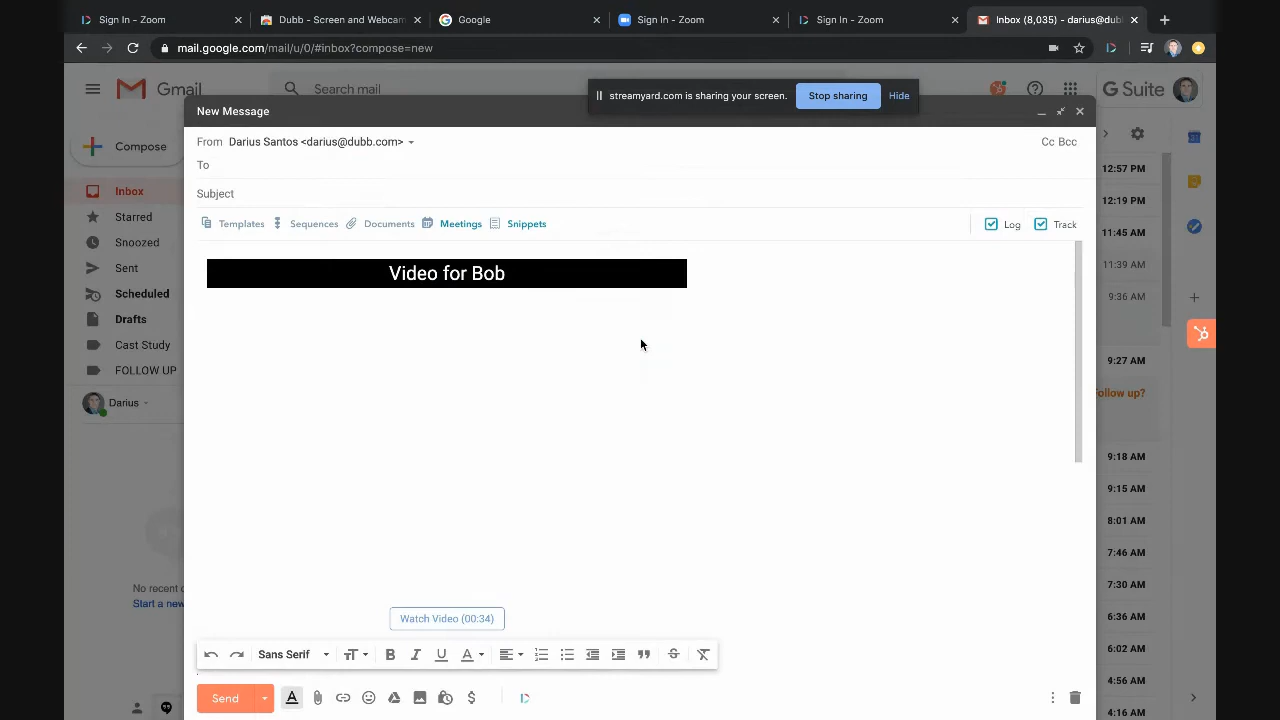 Sign In - Zoom
Dubb - Screen and Webcam
Google
Sign In - Zoom
Sign In - Zoom
Inbox (8,035) - darius@dub
mail.google.com/mail/u/0/#inbox?compose=new
Gmail
Search mail
streamyard.com is sharing your screen.
Stop sharing
Hide
G Suite
New Message
From Darius Santos <darius@dubb.com>
Cc Bcc
To
Subject
Templates
Sequences
Documents
Meetings
Snippets
Log
Track
Video for Bob
Watch Video (00:34)
Sans Serif
Send
Compose
Inbox
Starred
Snoozed
Sent
Scheduled
Drafts
Cast Study
FOLLOW UP
Darius
No recent
Start a new
12:57 PM
12:19 PM
11:45 AM
11:39 AM
9:36 AM
9:27 AM
Follow up?
9:18 AM
9:15 AM
8:01 AM
7:46 AM
7:30 AM
6:36 AM
6:02 AM
4:56 AM
4:16 AM